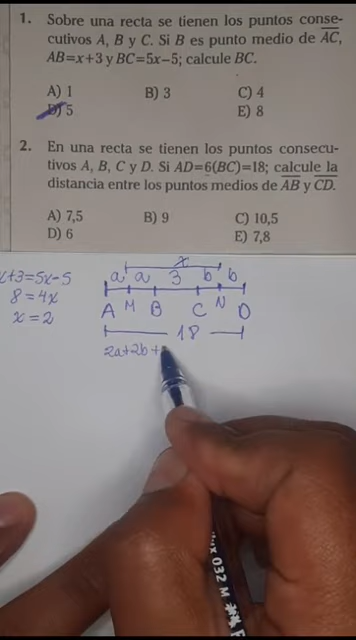 1. Sobre una recta se tienen los puntos conse-
cutivos A, B y C. Si B es punto medio de AC,
AB=x+3 y BC=5x-5; calcule BC.
A) 1 B) 3 C) 4
D) 5 E) 8
2. En una recta se tienen los puntos consecu-
tivos A, B, C y D. Si AD=6(BC)=18; calcule la
distancia entre los puntos medios de AB y CD.
A) 7,5 B) 9 C) 10,5
D) 6 E) 7,8
x+3=5x-5
8=4x
x=2
x
a a 3 b b
A M B C N D
18
2a+2b+
032 M